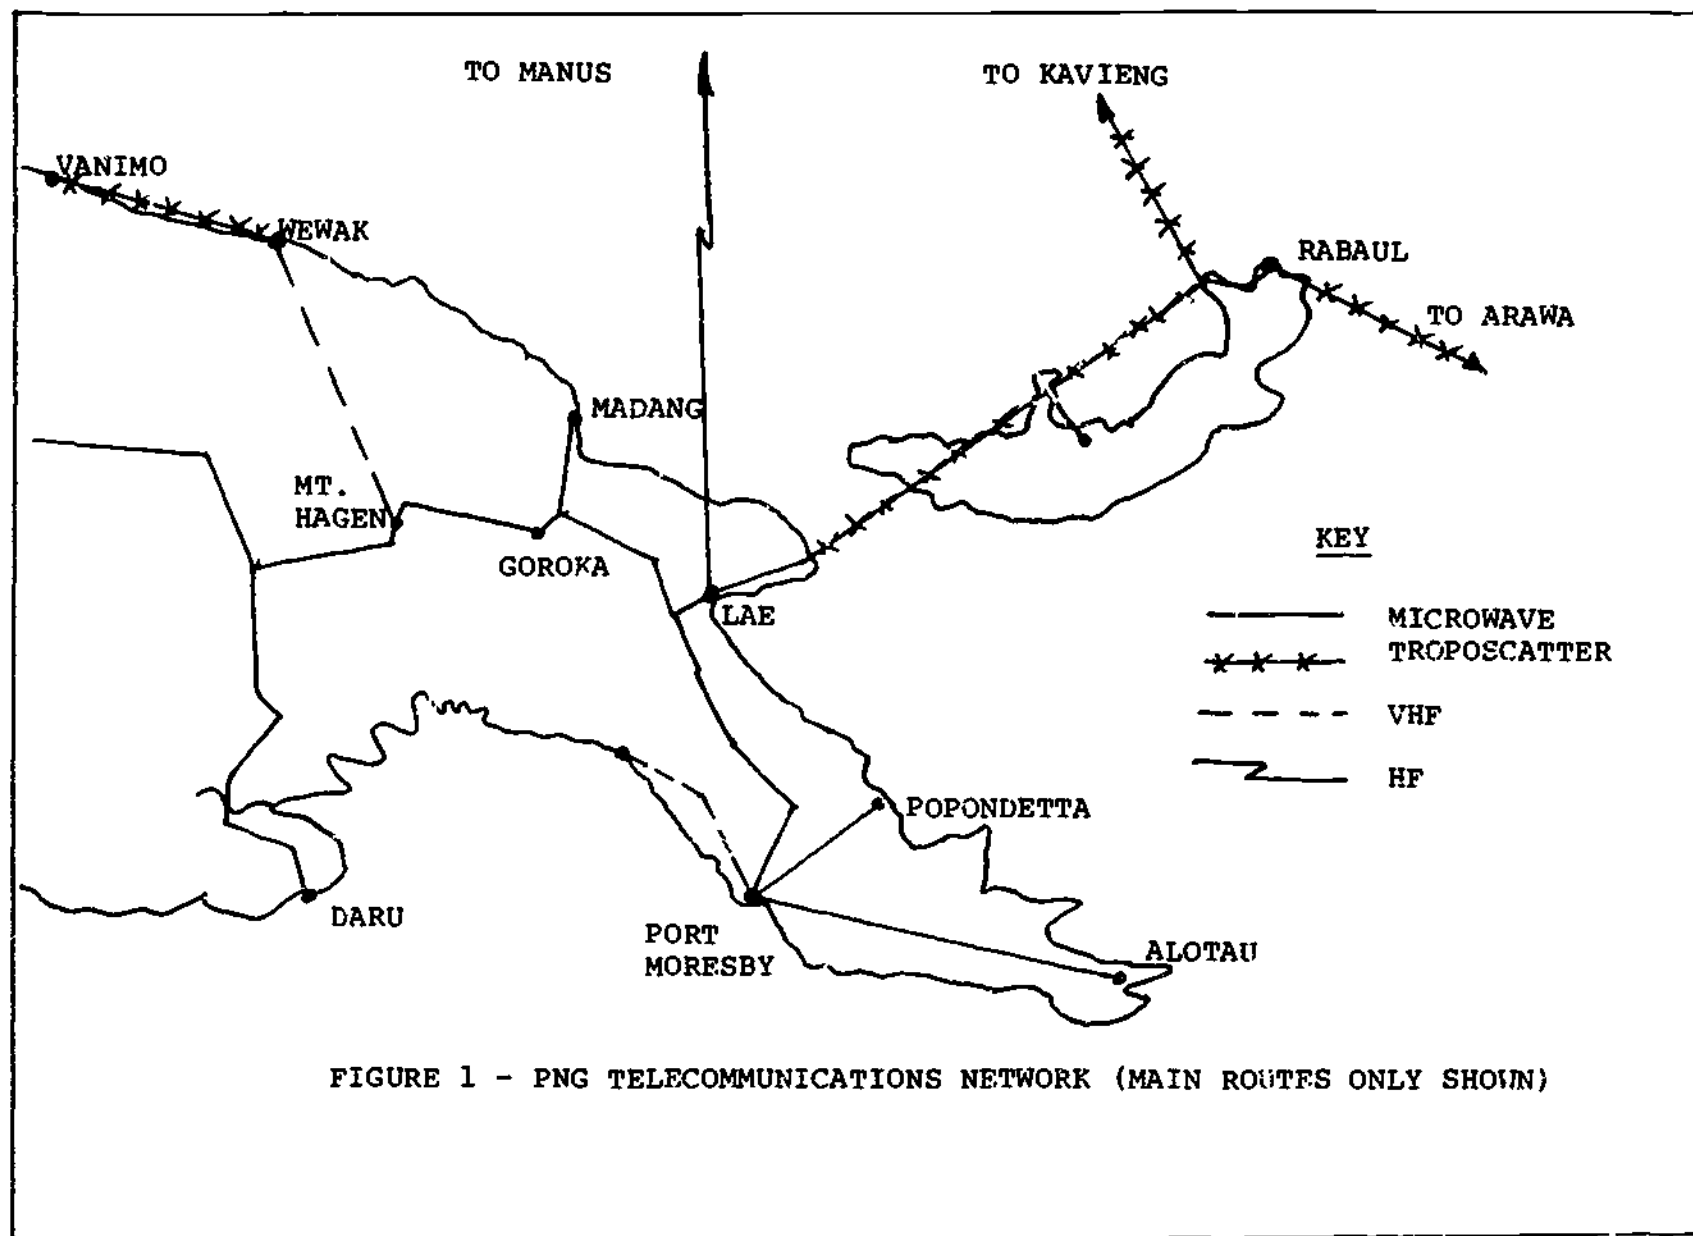 TO MANUS
TO KAVIENG
VANIMO
WEWAK
RABAUL
TO ARAWA
MADANG
MT.
HAGEN
GOROKA
LAE
KEY
MICROWAVE
TROPOSCATTER
VHF
HF
POPONDETTA
DARU
PORT
MORESBY
ALOTAU
FIGURE 1 - PNG TELECOMMUNICATIONS NETWORK (MAIN ROUTES ONLY SHOWN)